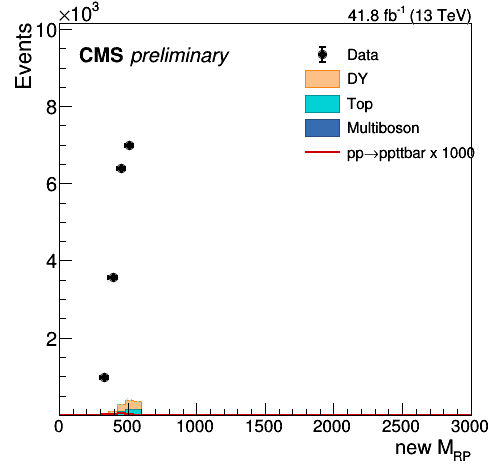 ×10³
41.8 fb⁻¹ (13 TeV)
Events
CMS preliminary
Data
DY
Top
Multiboson
pp→ppttbar x 1000
10
8
6
4
2
0 500 1000 1500 2000 2500 3000
new M_RP